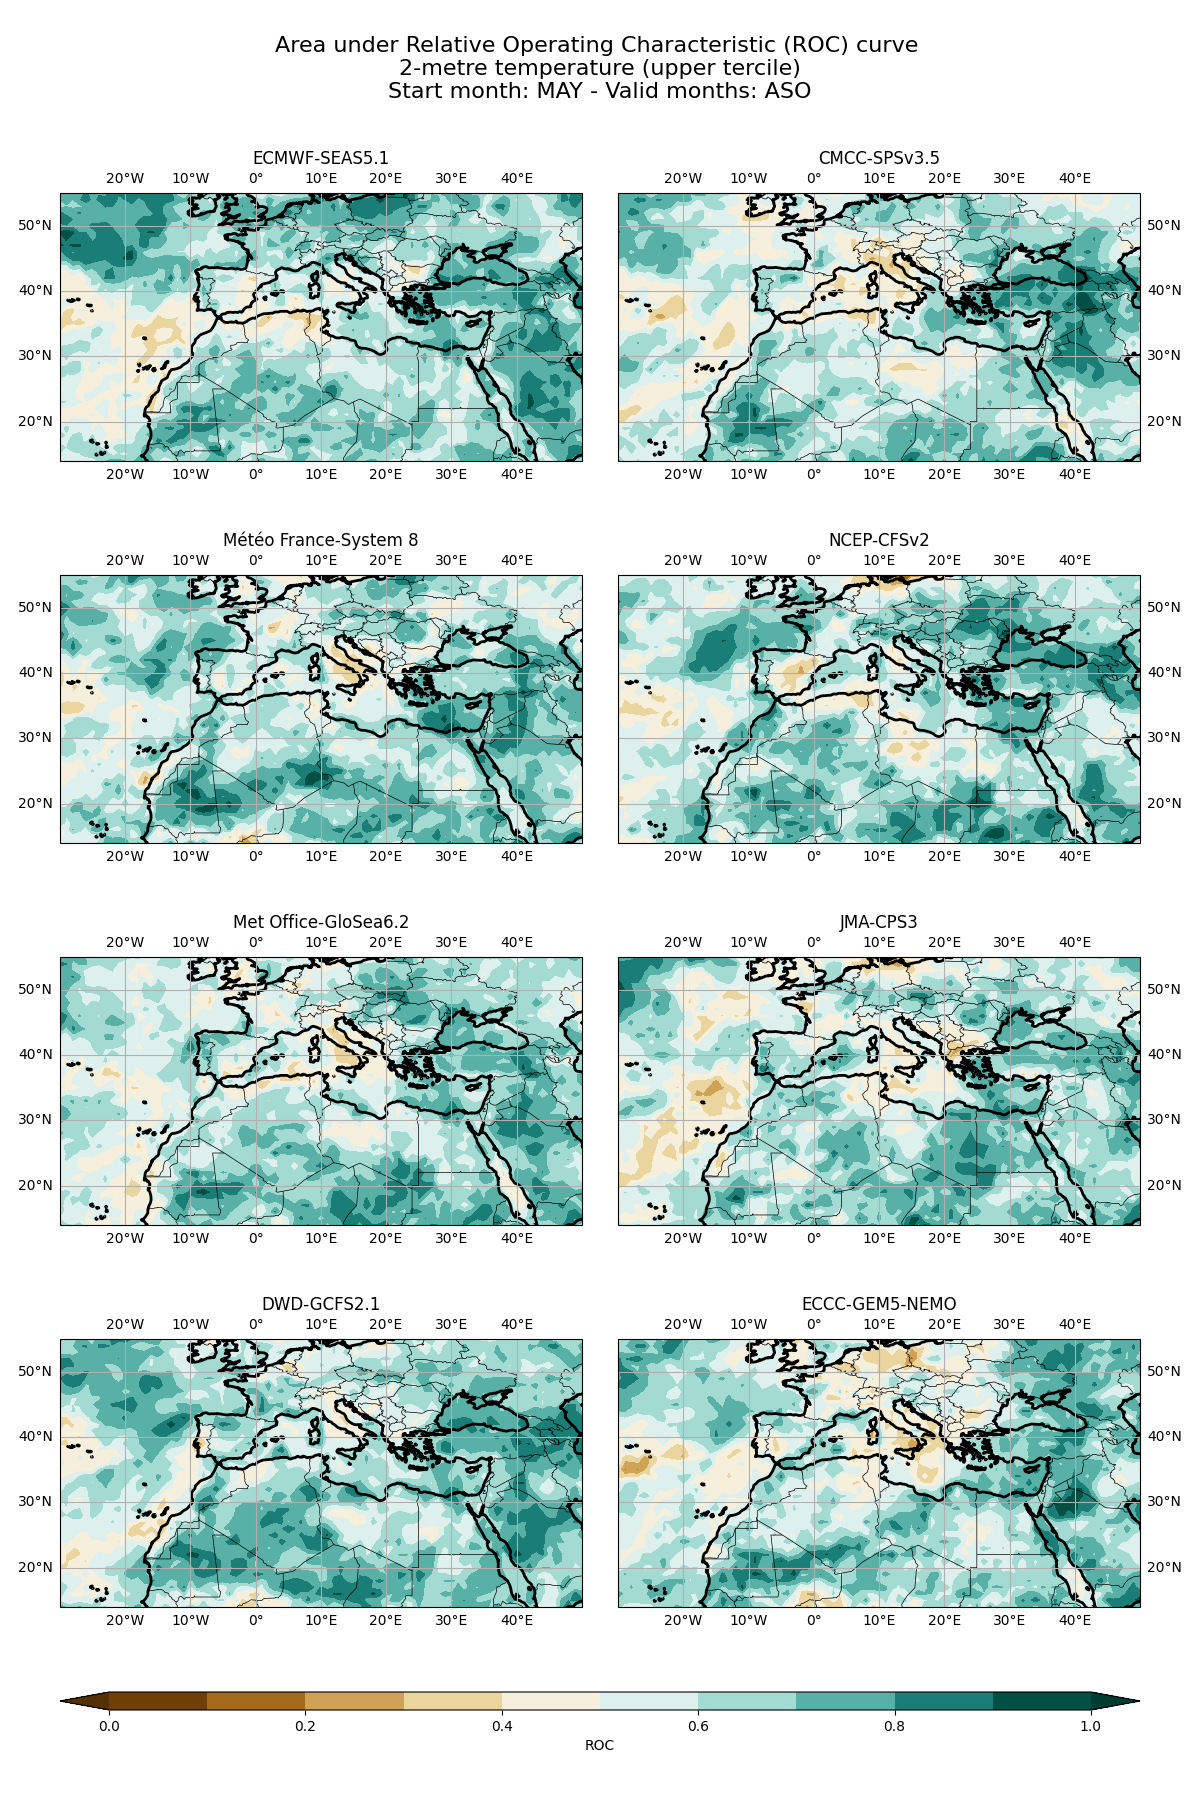 Area under Relative Operating Characteristic (ROC) curve
2-metre temperature (upper tercile)
Start month: MAY - Valid months: ASO
ECMWF-SEAS5.1
20°W 10°W 0° 10°E 20°E 30°E 40°E
50°N
40°N
30°N
20°N
20°W 10°W 0° 10°E 20°E 30°E 40°E
CMCC-SPSv3.5
20°W 10°W 0° 10°E 20°E 30°E 40°E
50°N
40°N
30°N
20°N
20°W 10°W 0° 10°E 20°E 30°E 40°E
Météo France-System 8
20°W 10°W 0° 10°E 20°E 30°E 40°E
50°N
40°N
30°N
20°N
20°W 10°W 0° 10°E 20°E 30°E 40°E
NCEP-CFSv2
20°W 10°W 0° 10°E 20°E 30°E 40°E
50°N
40°N
30°N
20°N
20°W 10°W 0° 10°E 20°E 30°E 40°E
Met Office-GloSea6.2
20°W 10°W 0° 10°E 20°E 30°E 40°E
50°N
40°N
30°N
20°N
20°W 10°W 0° 10°E 20°E 30°E 40°E
JMA-CPS3
20°W 10°W 0° 10°E 20°E 30°E 40°E
50°N
40°N
30°N
20°N
20°W 10°W 0° 10°E 20°E 30°E 40°E
DWD-GCFS2.1
20°W 10°W 0° 10°E 20°E 30°E 40°E
50°N
40°N
30°N
20°N
20°W 10°W 0° 10°E 20°E 30°E 40°E
ECCC-GEM5-NEMO
20°W 10°W 0° 10°E 20°E 30°E 40°E
50°N
40°N
30°N
20°N
20°W 10°W 0° 10°E 20°E 30°E 40°E
0.0 0.2 0.4 0.6 0.8 1.0
ROC